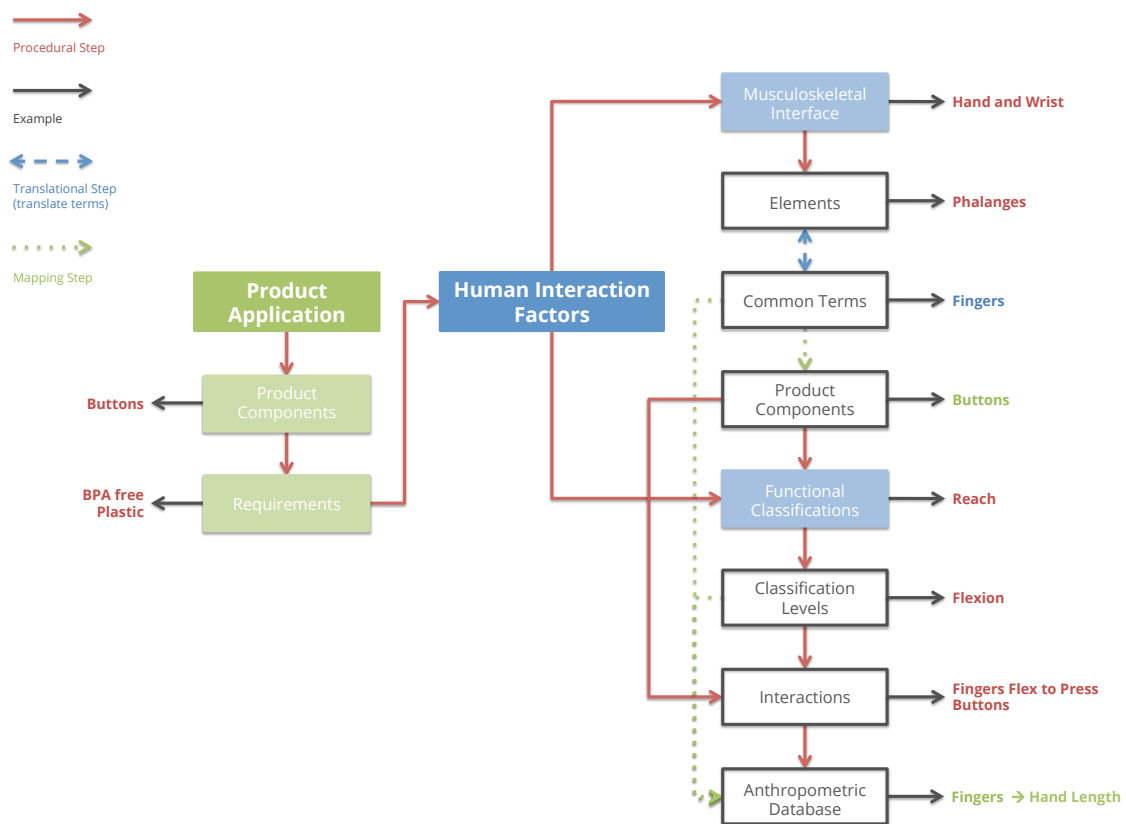 Procedural Step
Example
Translational Step
(translate terms)
Mapping Step
Product
Application
Product
Components
Buttons
Requirements
BPA free
Plastic
Human Interaction
Factors
Musculoskeletal
Interface
Hand and Wrist
Elements
Phalanges
Common Terms
Fingers
Product
Components
Buttons
Functional
Classifications
Reach
Classification
Levels
Flexion
Interactions
Fingers Flex to Press
Buttons
Anthropometric
Database
Fingers → Hand Length